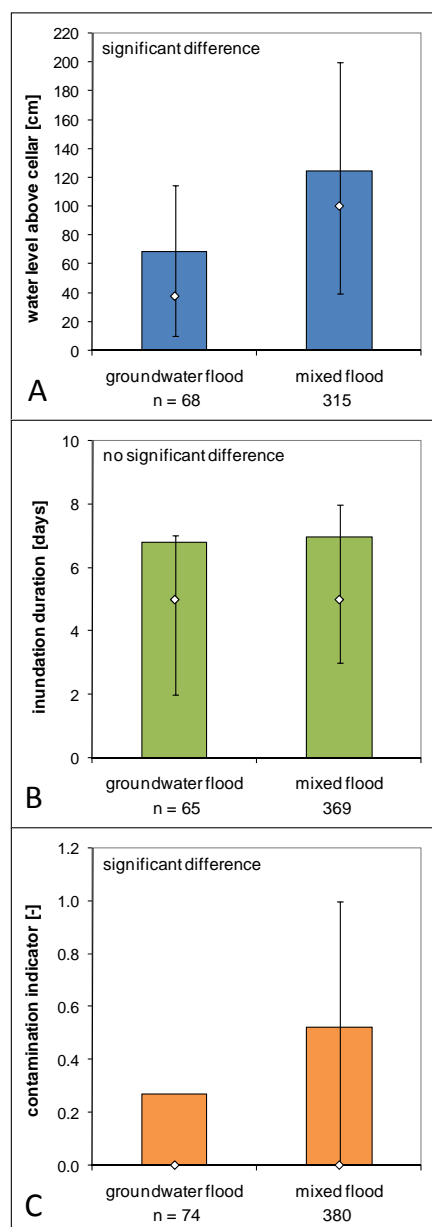 significant difference
220
200
180
160
140
120
100
80
60
40
20
0
water level above cellar [cm]
groundwater flood mixed flood
n = 68 315
A
no significant difference
10
8
6
4
2
0
inundation duration [days]
groundwater flood mixed flood
n = 65 369
B
significant difference
1.2
1.0
0.8
0.6
0.4
0.2
0.0
contamination indicator [-]
groundwater flood mixed flood
n = 74 380
C